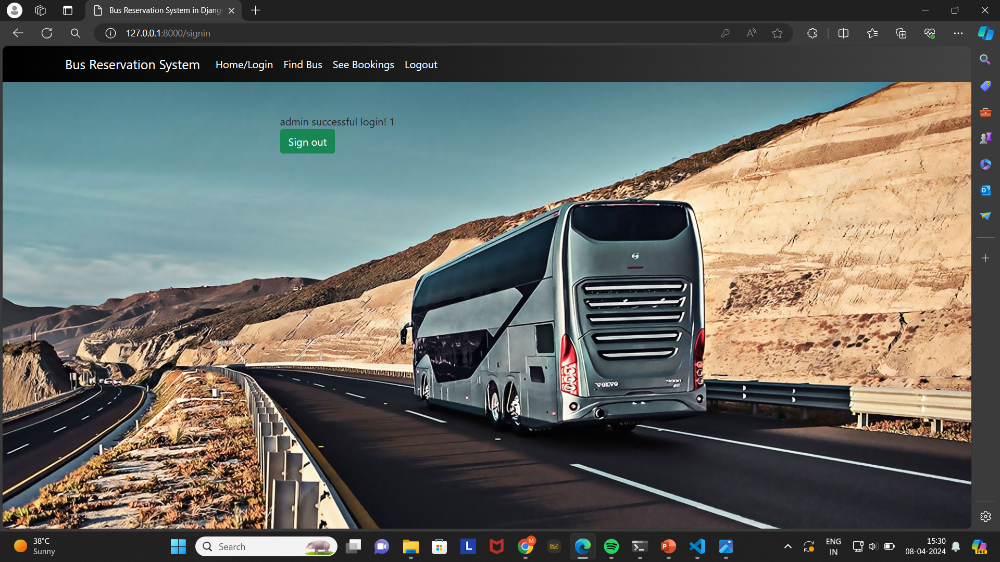 Bus Reservation System in Djang
127.0.0.1:8000/signin
Bus Reservation System Home/Login Find Bus See Bookings Logout
admin successful login! 1
Sign out
VOLVO
38°C
Sunny
Search
L
M
P
ENG
IN
15:30
08-04-2024
PRE